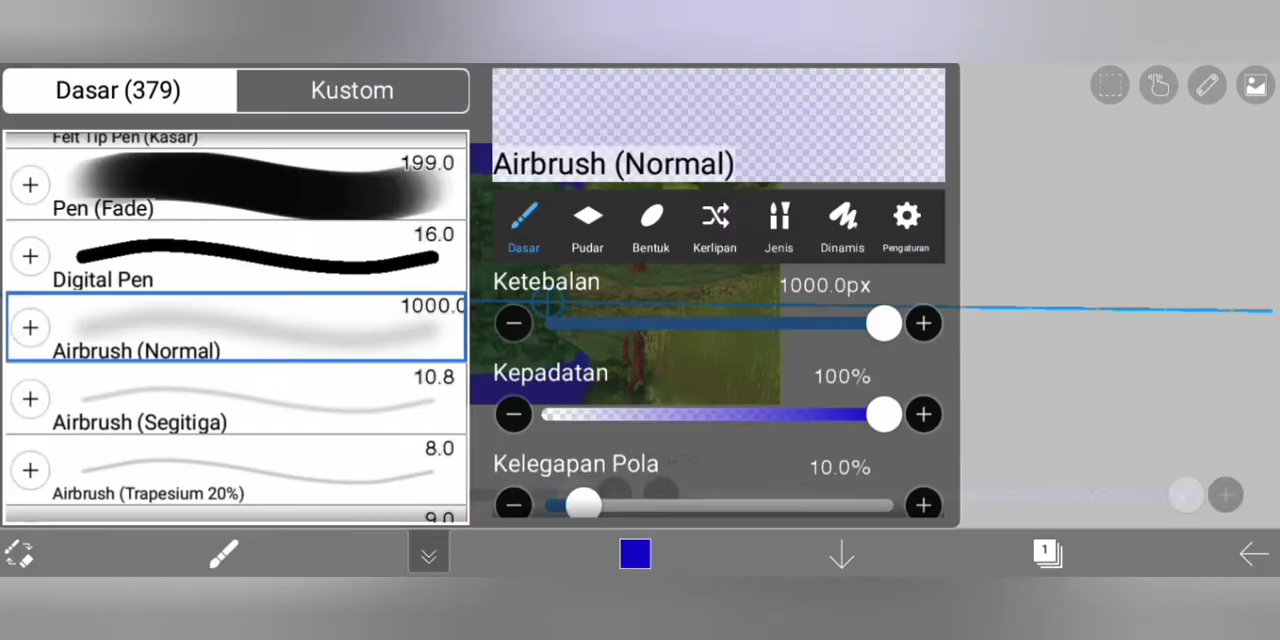 Dasar (379)
Kustom
Felt Tip Pen (Kasar)
199.0
Pen (Fade)
16.0
Digital Pen
1000.0
Airbrush (Normal)
10.8
Airbrush (Segitiga)
8.0
Airbrush (Trapesium 20%)
9.0
Airbrush (Normal)
Dasar
Pudar
Bentuk
Kerlipan
Jenis
Dinamis
Pengaturan
Ketebalan
1000.0px
Kepadatan
100%
Kelegapan Pola
10.0%
1